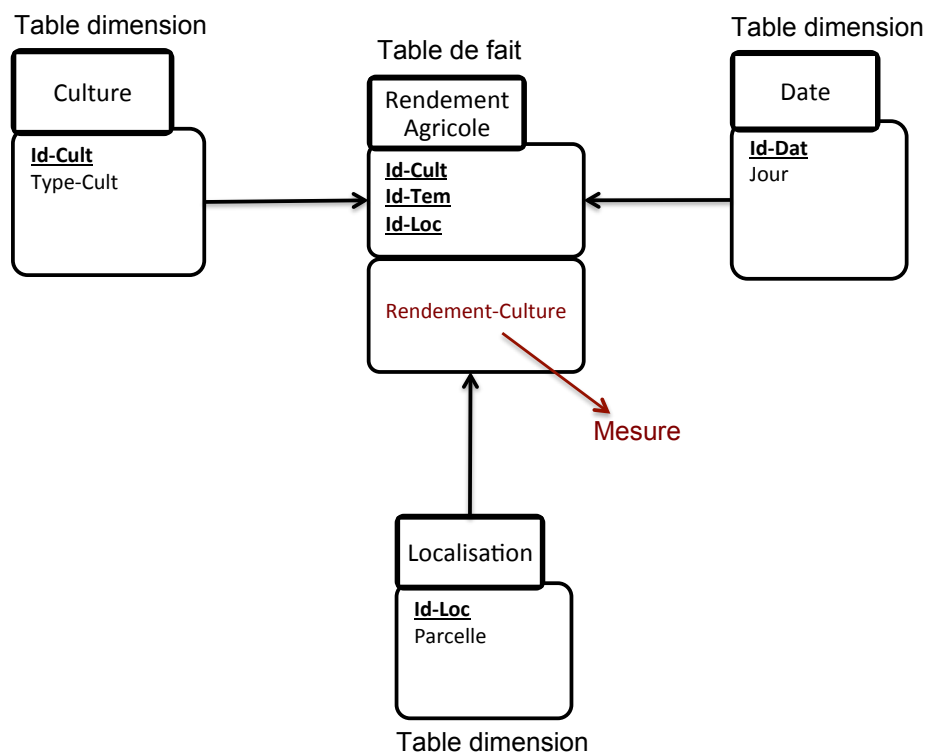 Table dimension
Culture
Id-Cult
Type-Cult
Table de fait
Rendement
Agricole
Id-Cult
Id-Tem
Id-Loc
Rendement-Culture
Mesure
Table dimension
Date
Id-Dat
Jour
Localisation
Id-Loc
Parcelle
Table dimension